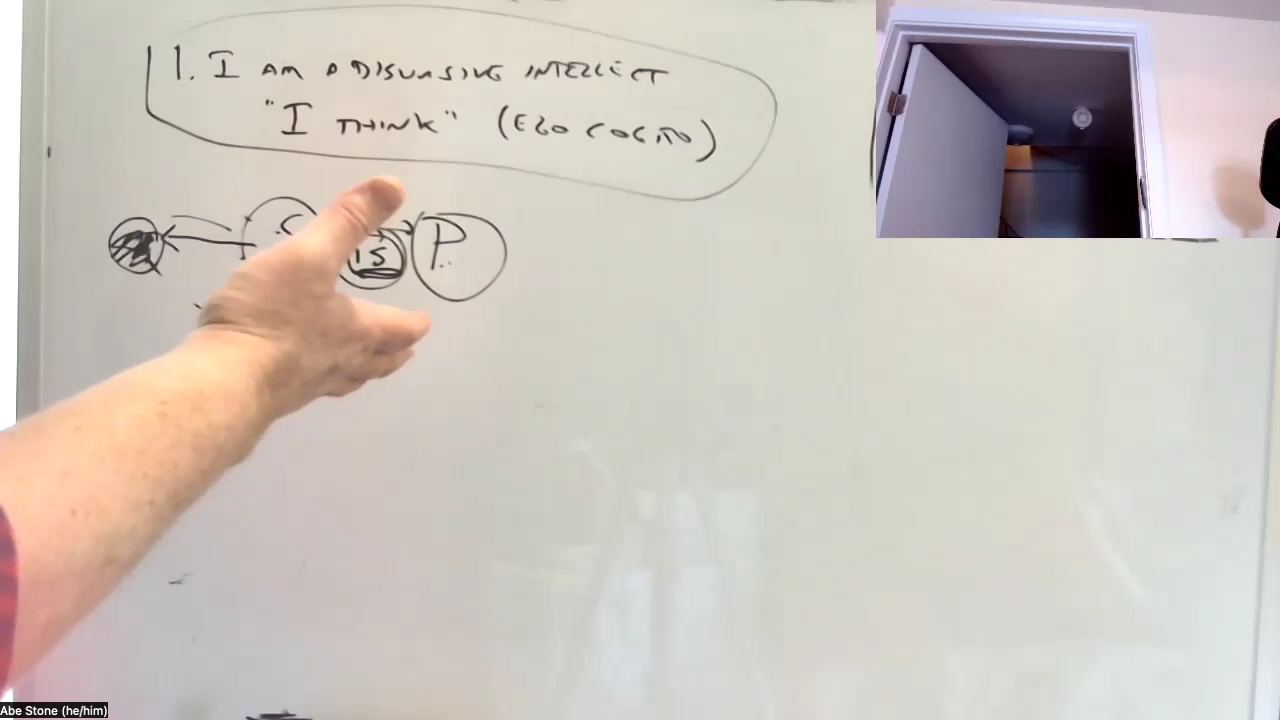 1. I AM A DISCURSIVE INTELLECT
"I THINK" (EGO COGITO)
S IS P
Abe Stone (he/him)